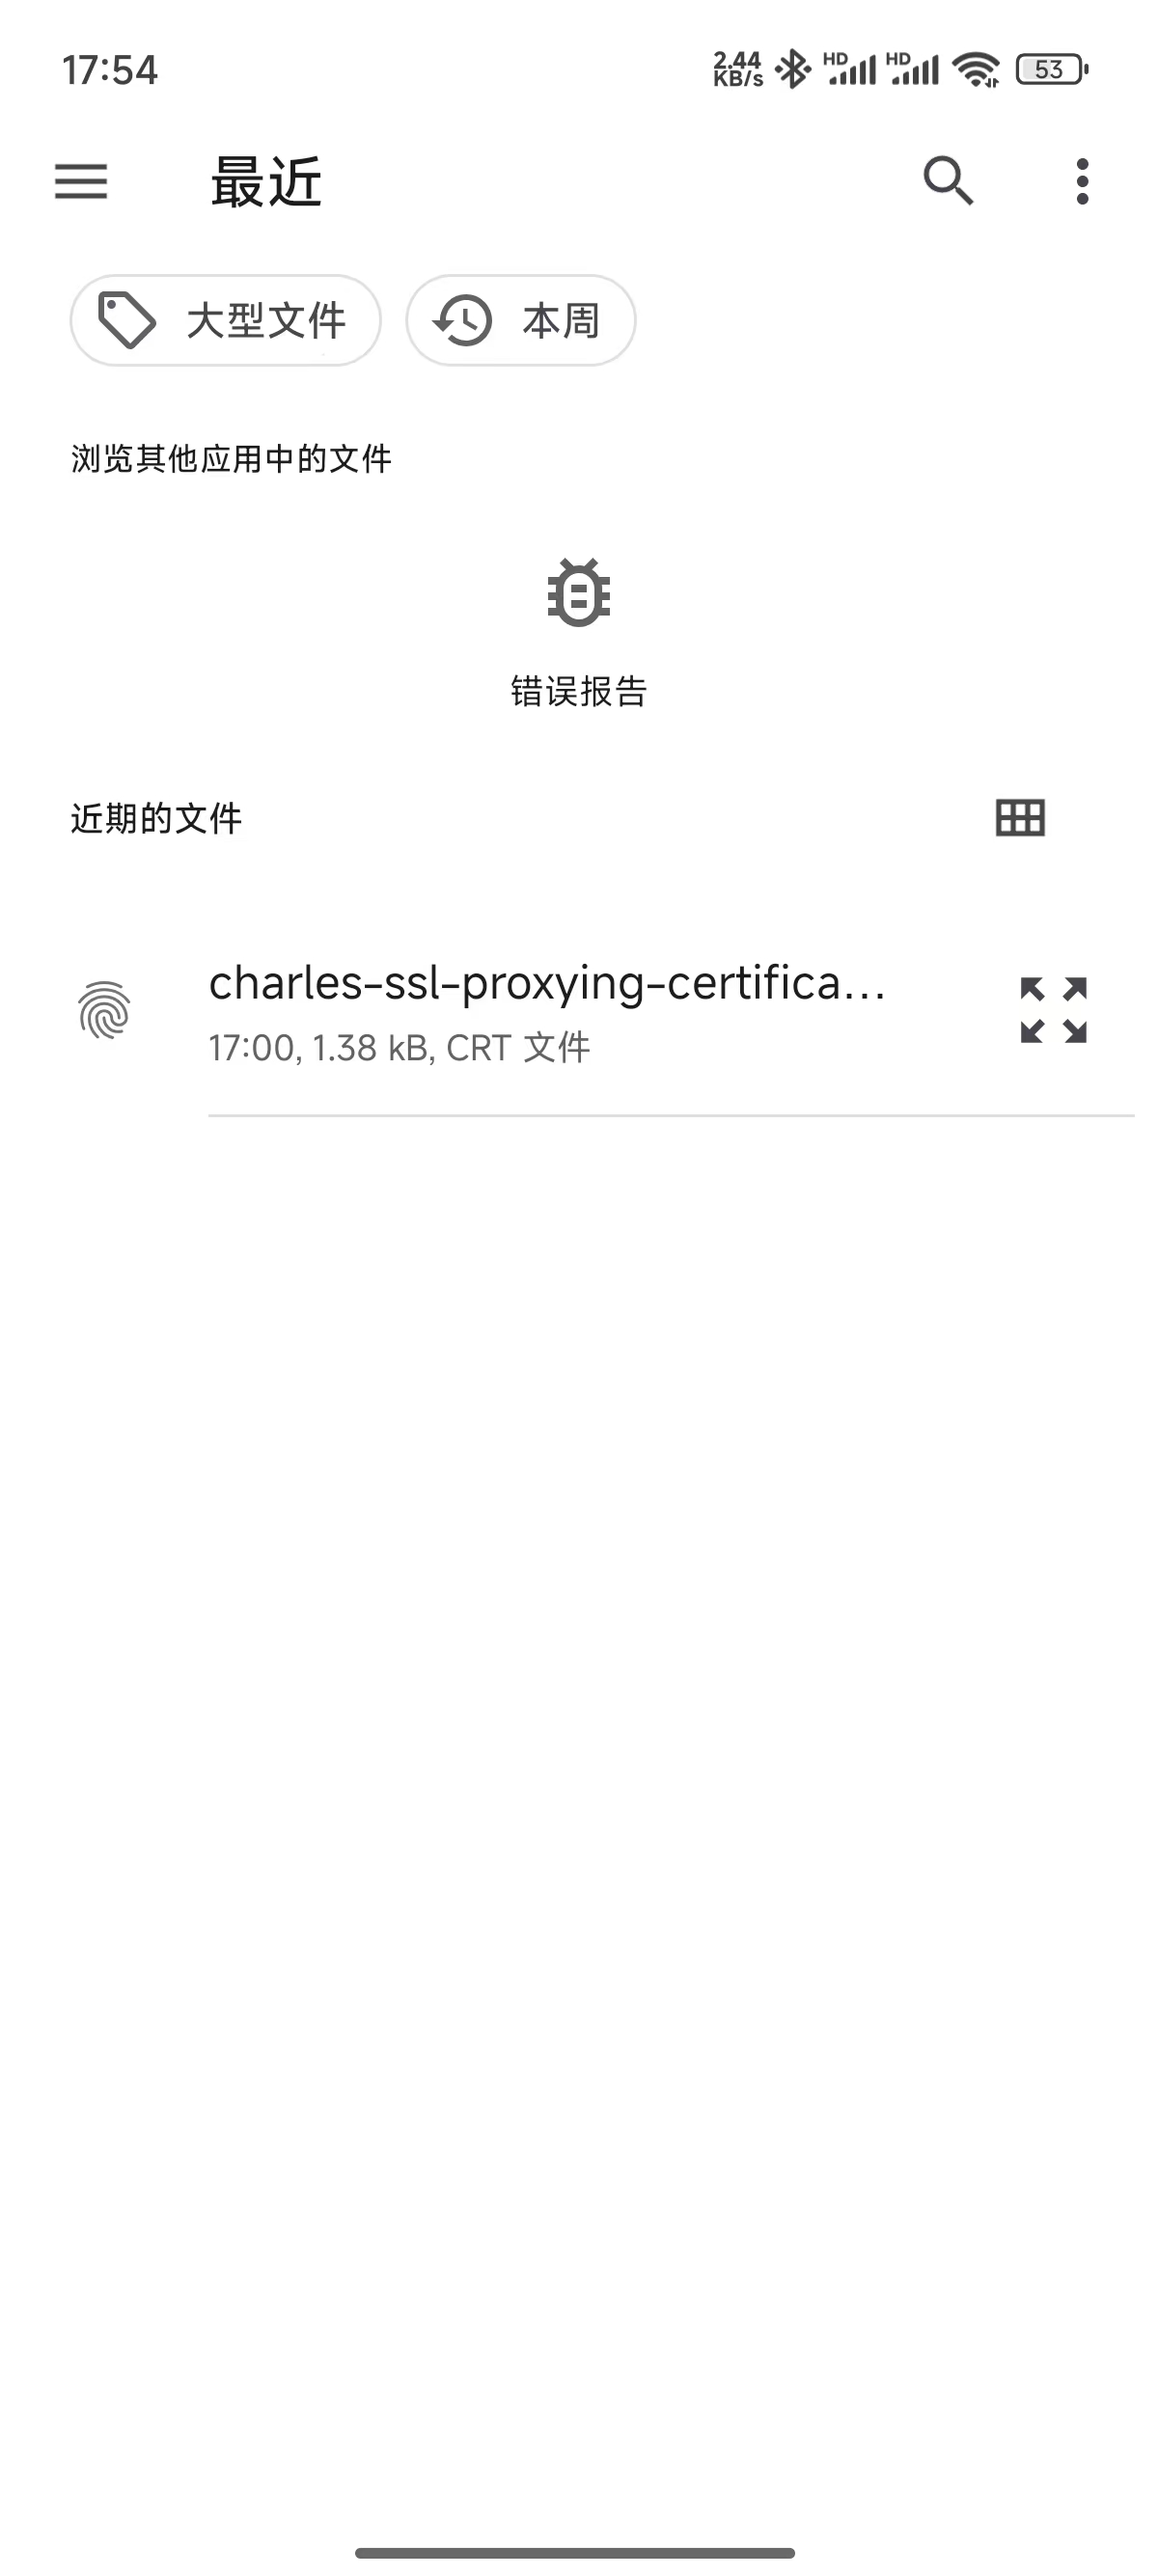 17:54
2.44
KB/s
HD
HD
53
最近
大型文件
本周
浏览其他应用中的文件
错误报告
近期的文件
charles-ssl-proxying-certifica...
17:00, 1.38 kB, CRT 文件